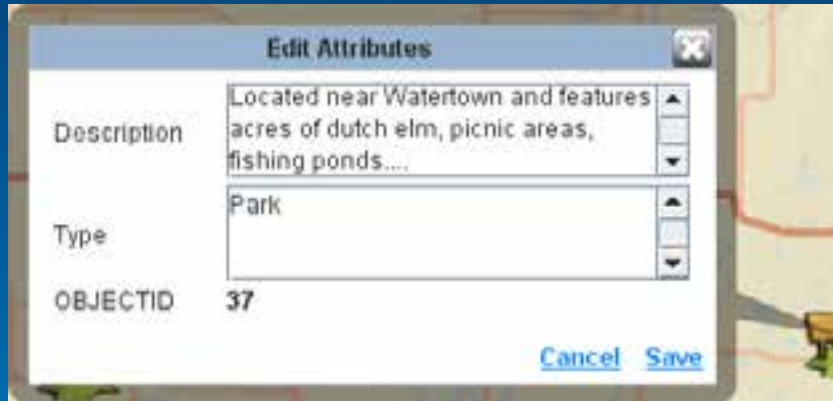 Edit Attributes
Description
Located near Watertown and features
acres of dutch elm, picnic areas,
fishing ponds....
Type
Park
OBJECTID 37
Cancel Save